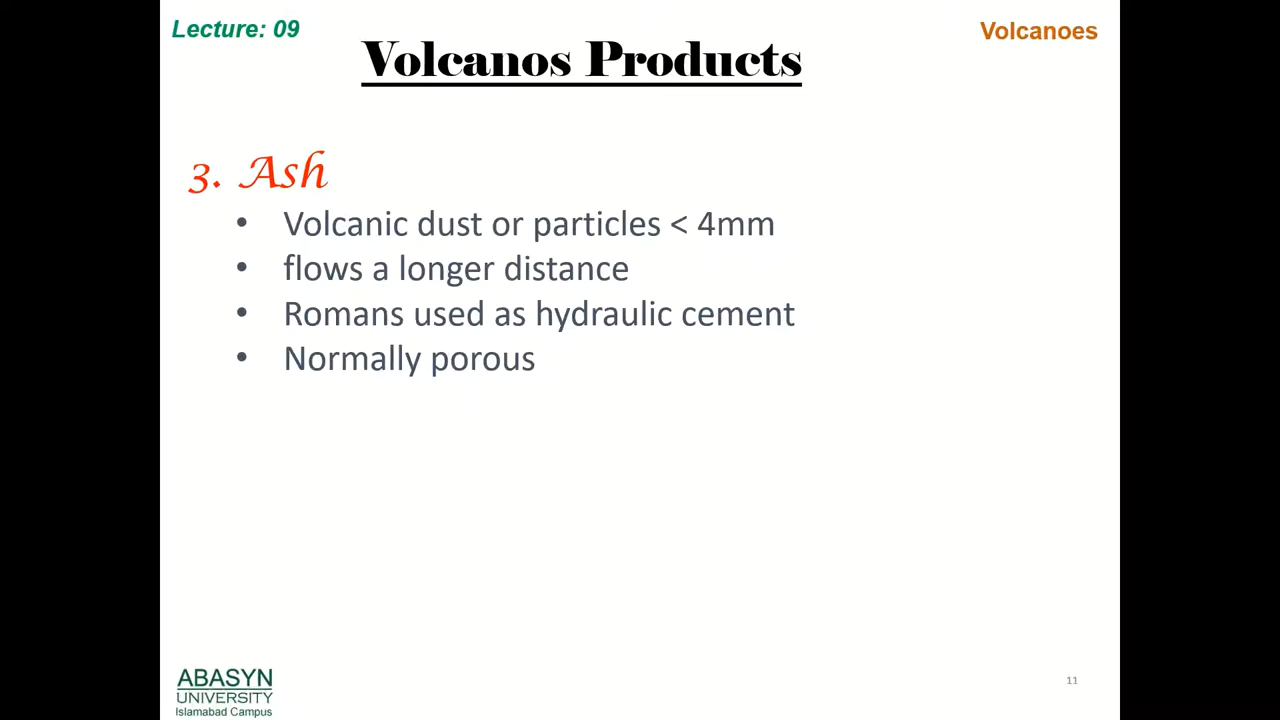 Lecture: 09
Volcanoes
Volcanos Products
3. Ash
• Volcanic dust or particles < 4mm
• flows a longer distance
• Romans used as hydraulic cement
• Normally porous
ABASYN
UNIVERSITY
Islamabad Campus
11